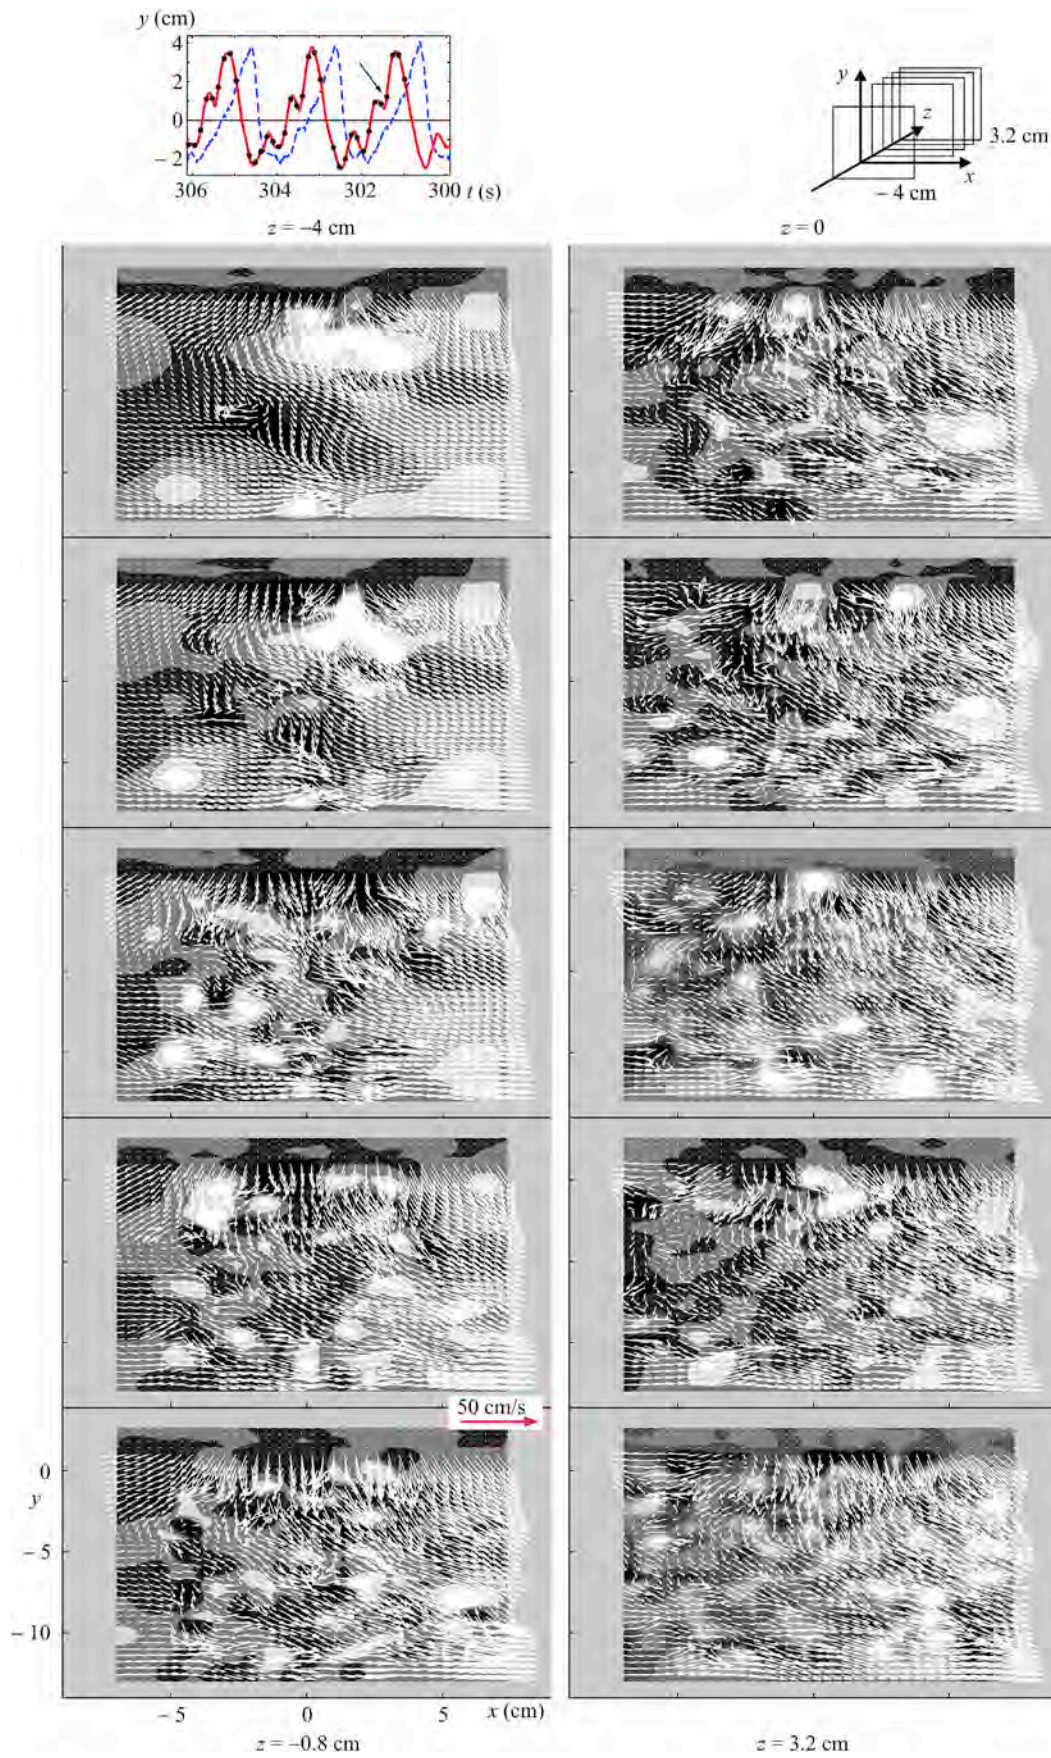 y (cm)
4
2
0
−2
306 304 302 300 t (s)
y
z
3.2 cm
x
− 4 cm
z = −4 cm
z = 0
50 cm/s
0
y
− 5
− 10
− 5 0 5 x (cm)
z = −0.8 cm
z = 3.2 cm